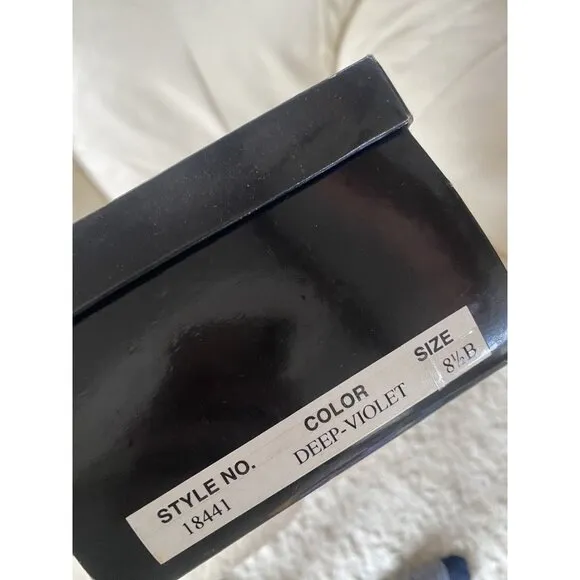 STYLE NO. COLOR SIZE
18441 DEEP-VIOLET 8½B